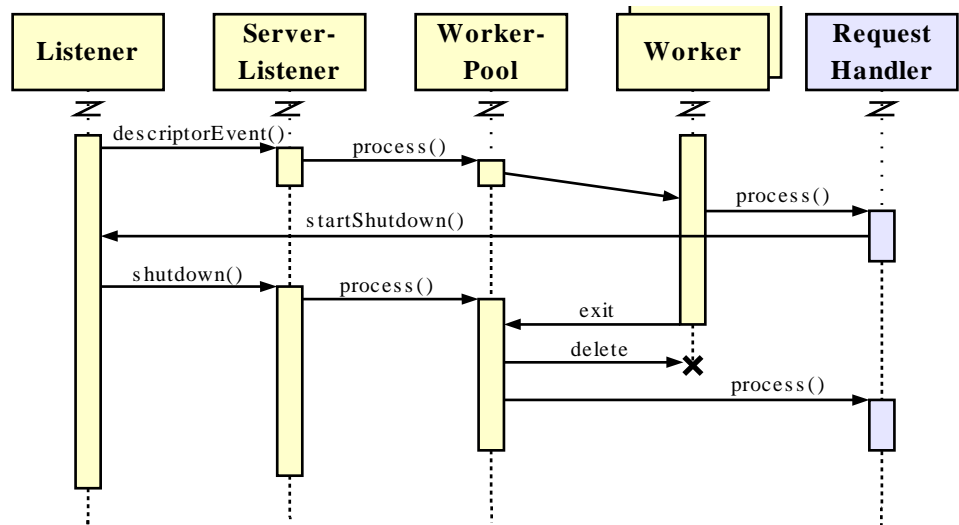 Listener
Server-
Listener
Worker-
Pool
Worker
Request
Handler
descriptorEvent()
process()
process()
startShutdown()
shutdown()
process()
exit
delete
process()